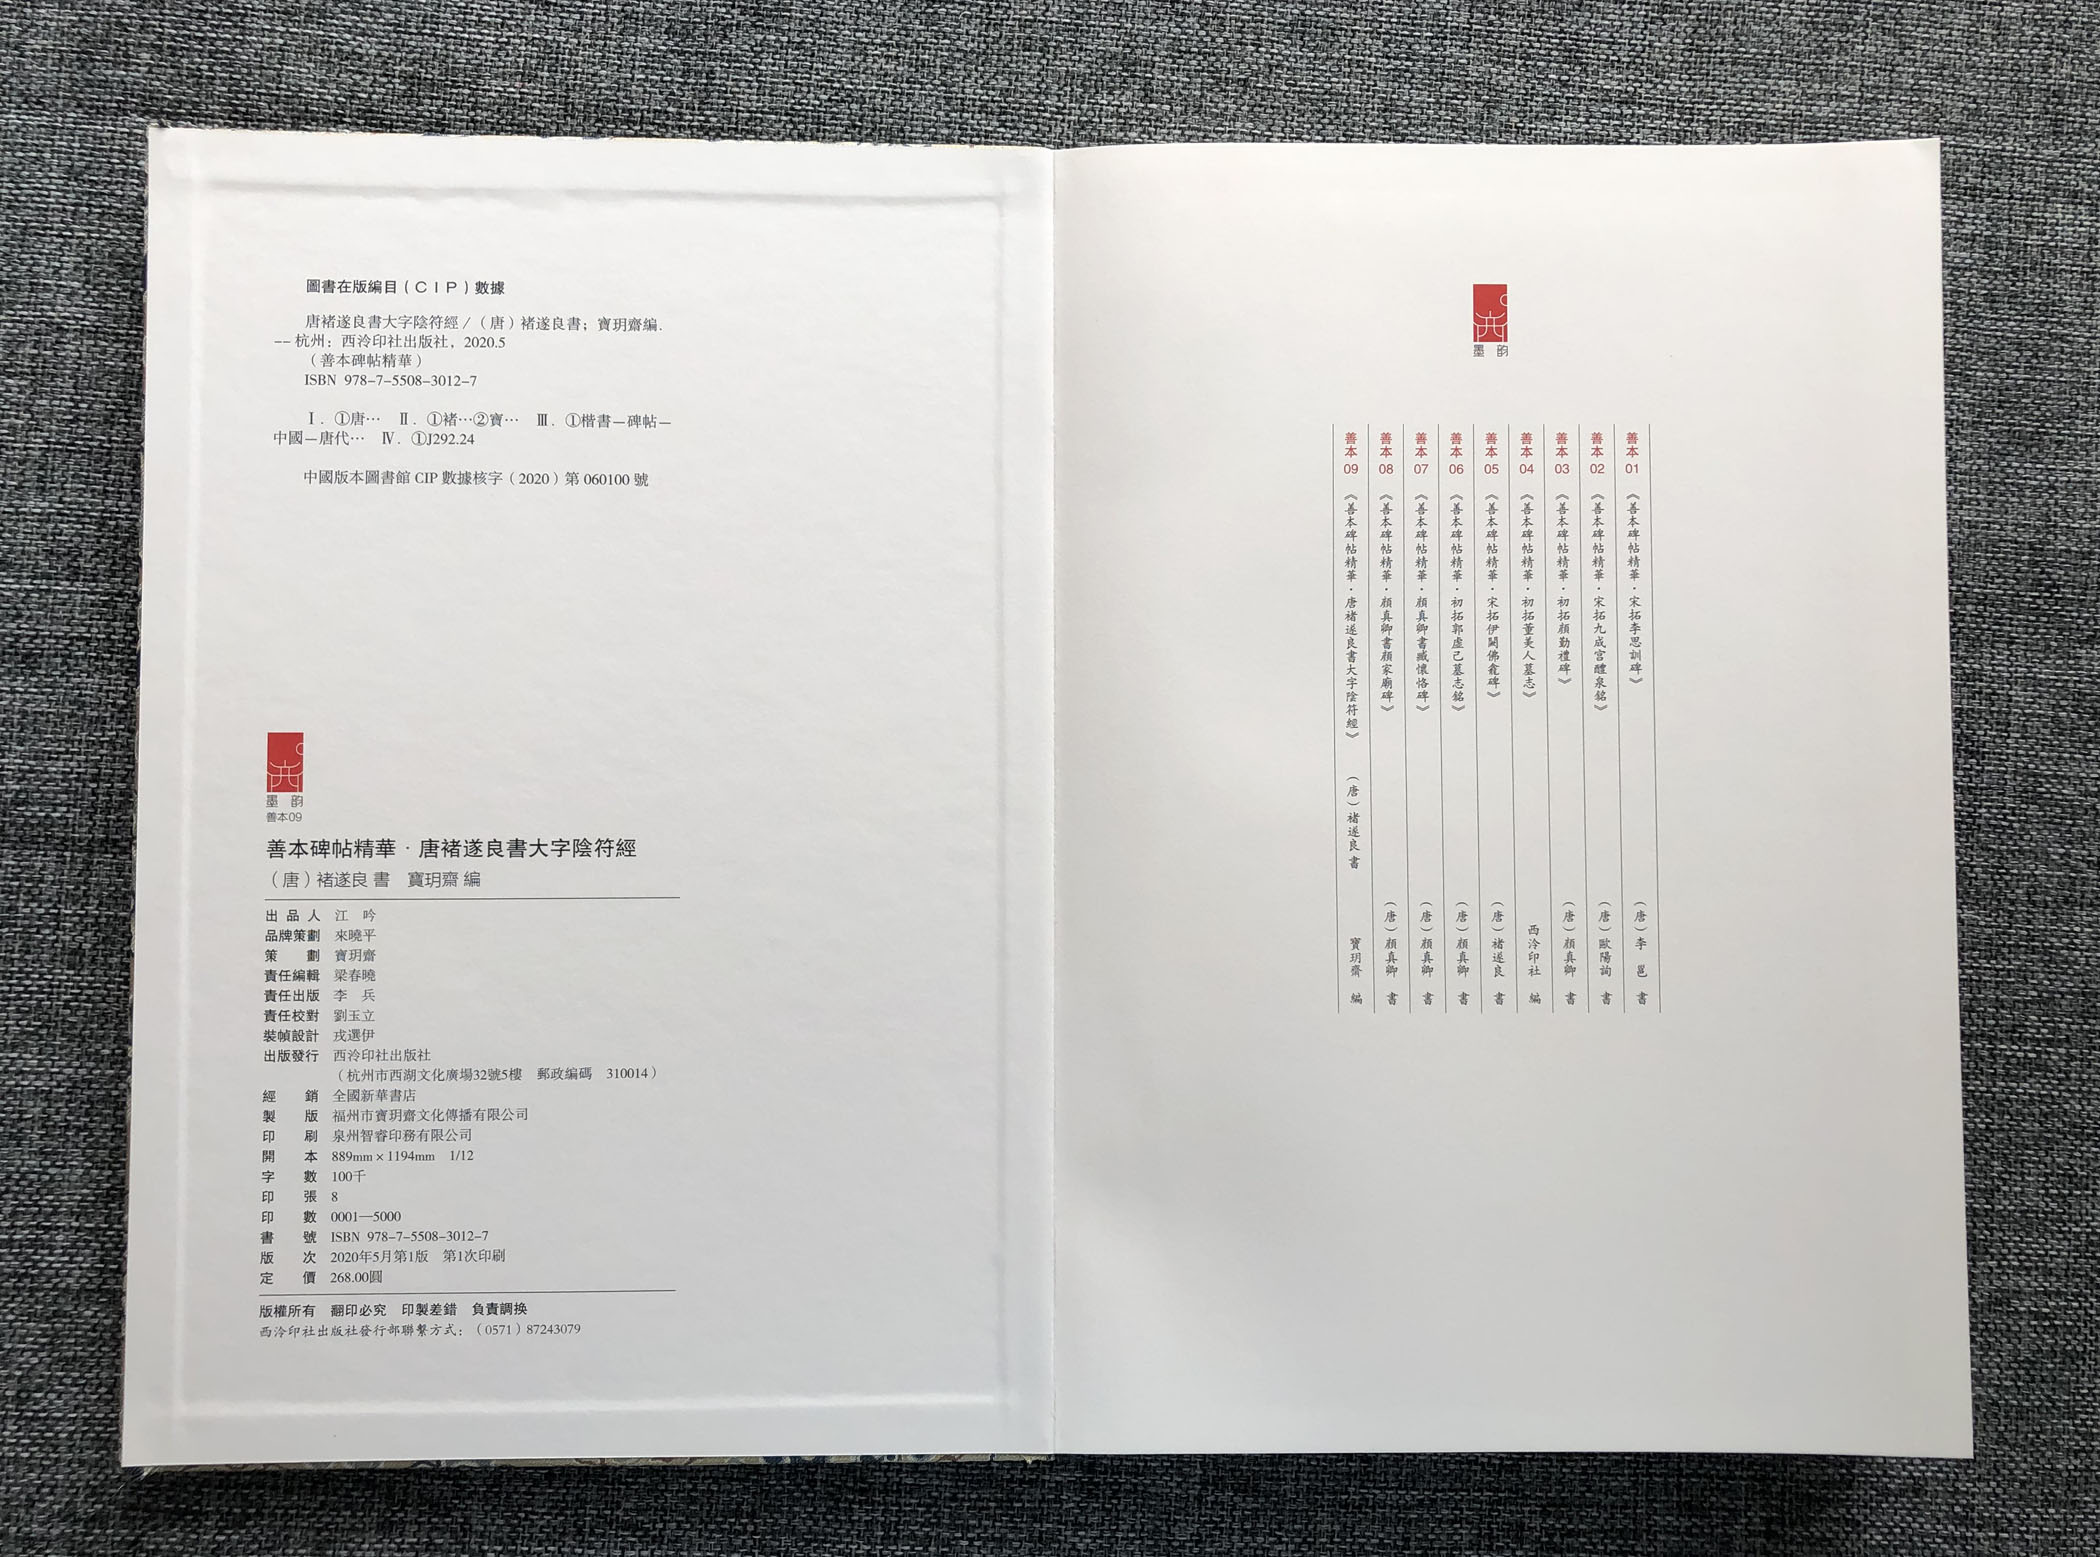 圖書在版編目(CIP)數據
唐褚遂良書大字陰符經/(唐)褚遂良書;寶玥齋編.
--杭州:西泠印社出版社,2020.5
(善本碑帖精華)
ISBN 978-7-5508-3012-7
Ⅰ.①唐… Ⅱ.①褚…②寶… Ⅲ.①楷書—碑帖—
中國—唐代… Ⅳ.①J292.24
中國版本圖書館CIP數據核字(2020)第060100號
墨韵
善本09
善本碑帖精華·唐褚遂良書大字陰符經
(唐)褚遂良 書 寶玥齋 編
出品人 江吟
品牌策劃 來曉平
策劃 寶玥齋
責任編輯 梁春曉
責任出版 李兵
責任校對 劉玉立
裝幀設計 戎選伊
出版發行 西泠印社出版社
(杭州市西湖文化廣場32號5樓 郵政編碼 310014)
經銷 全國新華書店
製版 福州市寶玥齋文化傳播有限公司
印刷 泉州智睿印務有限公司
開本 889mm×1194mm 1/12
字數 100千
印張 8
印數 0001—5000
書號 ISBN 978-7-5508-3012-7
版次 2020年5月第1版 第1次印刷
定價 268.00圓
版權所有 翻印必究 印製差錯 負責調换
西泠印社出版社發行部聯繫方式:(0571)87243079
墨韵
善本01《善本碑帖精華·宋拓李思訓碑》 (唐)李邕 書
善本02《善本碑帖精華·宋拓九成宫醴泉銘》 (唐)歐陽詢 書
善本03《善本碑帖精華·初拓顔勤禮碑》 (唐)顔真卿 書
善本04《善本碑帖精華·初拓董美人墓志》 西泠印社 編
善本05《善本碑帖精華·宋拓伊闕佛龕碑》 (唐)褚遂良 書
善本06《善本碑帖精華·初拓郭虚己墓志銘》 (唐)顔真卿 書
善本07《善本碑帖精華·顔真卿書臧懷恪碑》 (唐)顔真卿 書
善本08《善本碑帖精華·顔真卿書顔家廟碑》 (唐)顔真卿 書
善本09《善本碑帖精華·唐褚遂良書大字陰符經》 (唐)褚遂良 書 寶玥齋 編